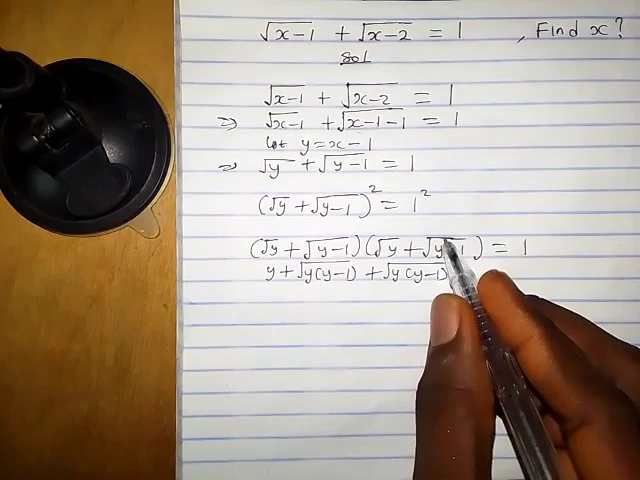 √x-1 + √x-2 = 1 , Find x?
Sol
√x-1 + √x-2 = 1
⇒ √x-1 + √x-1-1 = 1
let y = x - 1
⇒ √y + √y-1 = 1
(√y + √y-1)² = 1²
(√y + √y-1)(√y + √y-1) = 1
y + √y(y-1) + √y(y-1)